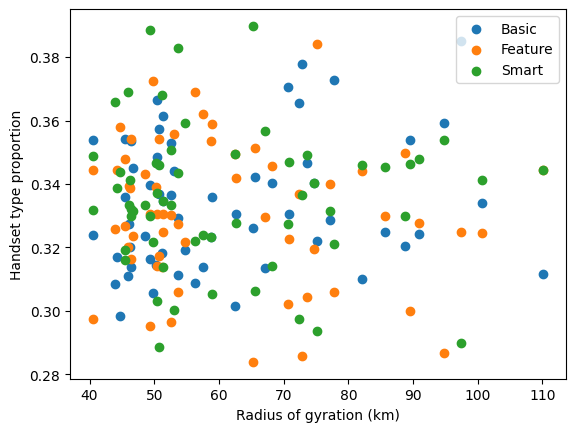 Basic
Feature
Smart
0.38
0.36
0.34
0.32
0.30
0.28
Handset type proportion
40 50 60 70 80 90 100 110
Radius of gyration (km)